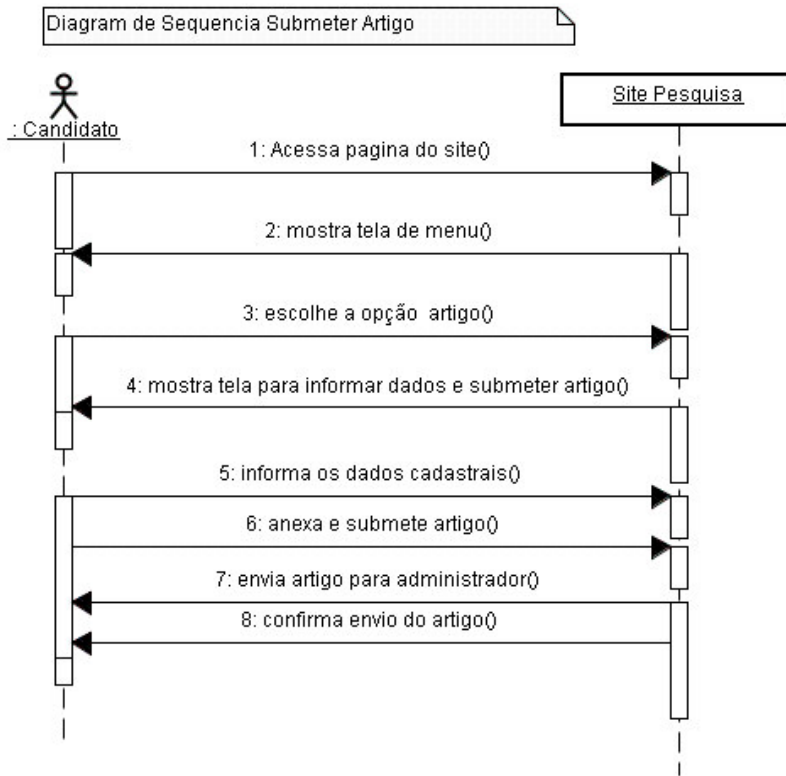 Diagram de Sequencia Submeter Artigo
: Candidato
Site Pesquisa
1: Acessa pagina do site()
2: mostra tela de menu()
3: escolhe a opção  artigo()
4: mostra tela para informar dados e submeter artigo()
5: informa os dados cadastrais()
6: anexa e submete artigo()
7: envia artigo para administrador()
8: confirma envio do artigo()